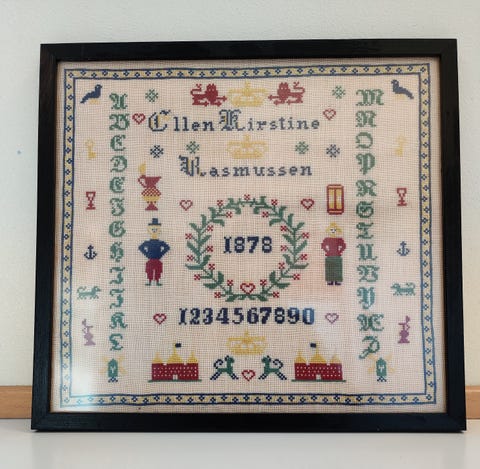 Ellen Kirstine
Rasmussen
1878
1234567890
A
B
C
D
E
F
G
H
I
J
K
L
M
N
O
P
R
S